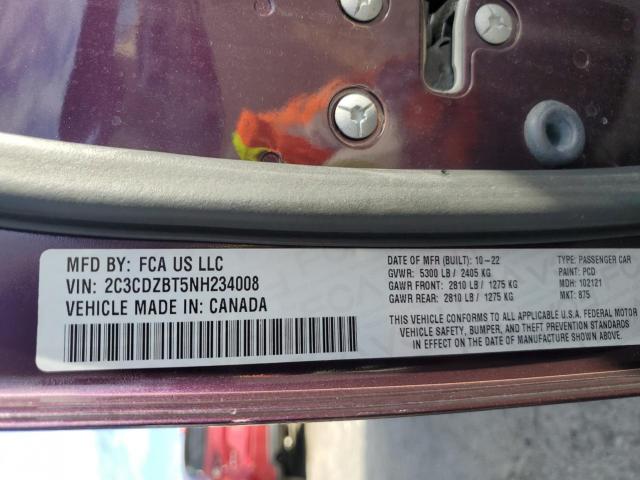 MFD BY: FCA US LLC
VIN: 2C3CDZBT5NH234008
VEHICLE MADE IN: CANADA
DATE OF MFR (BUILT): 10-22
GVWR: 5300 LB / 2405 KG
GAWR FRONT: 2810 LB / 1275 KG
GAWR REAR: 2810 LB / 1275 KG
TYPE: PASSENGER CAR
PAINT: PCD
MDH: 102121
MKT: 875
THIS VEHICLE CONFORMS TO ALL APPLICABLE U.S.A. FEDERAL MOTOR
VEHICLE SAFETY, BUMPER, AND THEFT PREVENTION STANDARDS
IN EFFECT ON THE DATE OF MANUFACTURE SHOWN ABOVE.